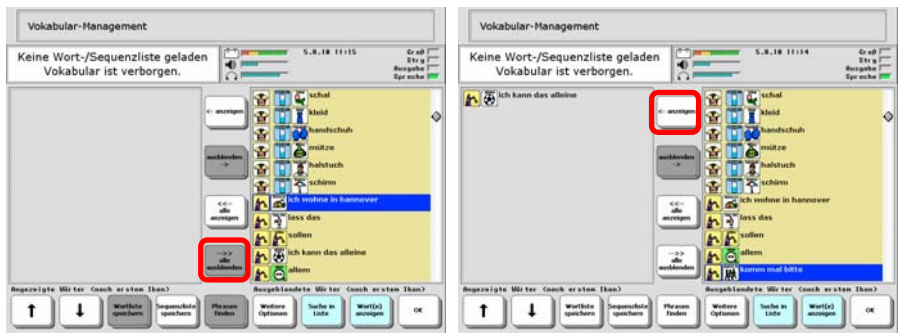 Vokabular-Management
Keine Wort-/Sequenzliste geladen
Vokabular ist verborgen.
5.8.10 11:15
Groß
Strg
Ausgabe
Sprache
<- anzeigen
ausblenden
->
<<--
alle
anzeigen
-->>
alle
ausblenden
schal
kleid
handschuh
mütze
halstuch
schirm
ich wohne in hannover
lass das
sollen
ich kann das alleine
allem
Angezeigte Wörter (nach erstem Ikon)
Ausgeblendete Wörter (nach erstem Ikon)
Wortliste
speichern
Sequenzliste
speichern
Phrasen
finden
Weitere
Optionen
Suche in
Liste
Wort(e)
anzeigen
OK
Vokabular-Management
Keine Wort-/Sequenzliste geladen
Vokabular ist verborgen.
5.8.10 11:14
Groß
Strg
Ausgabe
Sprache
ich kann das alleine
<- anzeigen
ausblenden
->
<<--
alle
anzeigen
-->>
alle
ausblenden
schal
kleid
handschuh
mütze
halstuch
schirm
ich wohne in hannover
lass das
sollen
allem
komm mal bitte
Angezeigte Wörter (nach erstem Ikon)
Ausgeblendete Wörter (nach erstem Ikon)
Wortliste
speichern
Sequenzliste
speichern
Phrasen
finden
Weitere
Optionen
Suche in
Liste
Wort(e)
anzeigen
OK